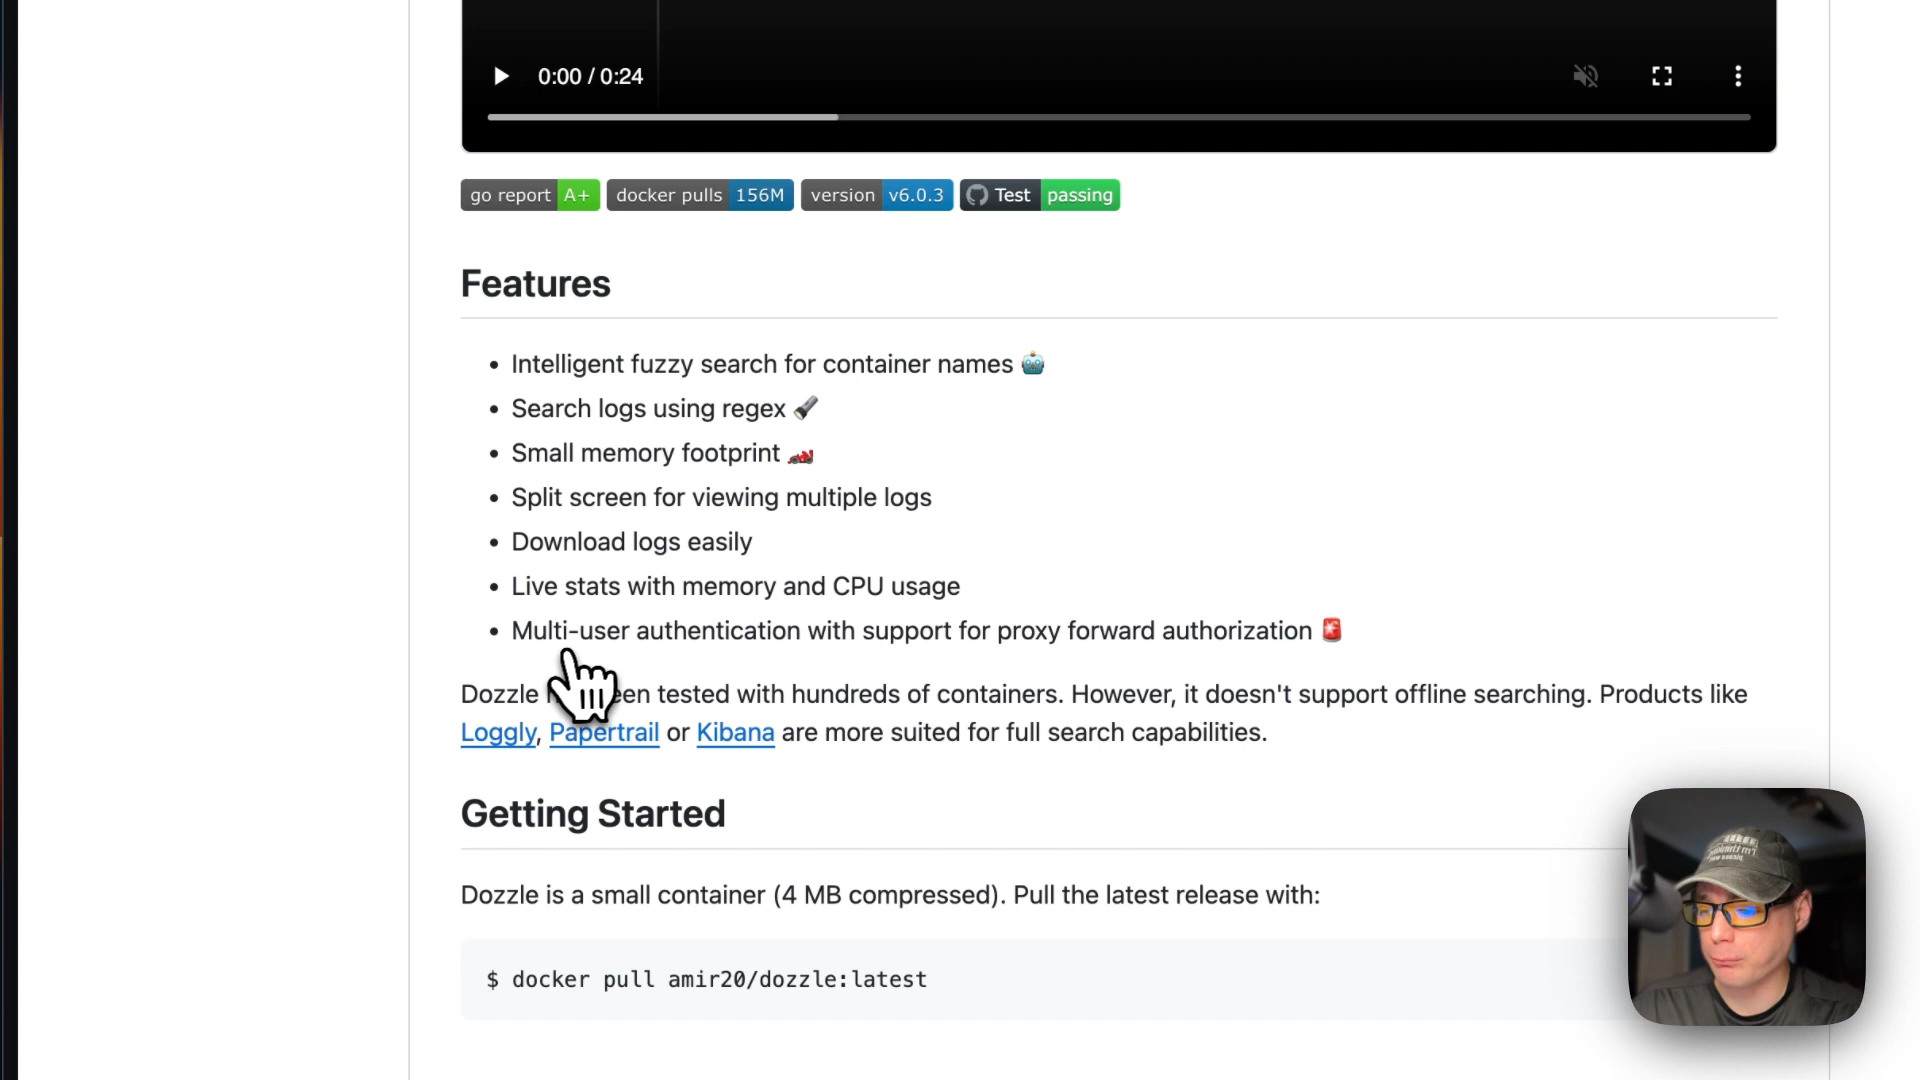 0:00 / 0:24
go report A+ docker pulls 156M version v6.0.3 Test passing
Features
Intelligent fuzzy search for container names
Search logs using regex
Small memory footprint
Split screen for viewing multiple logs
Download logs easily
Live stats with memory and CPU usage
Multi-user authentication with support for proxy forward authorization
Dozzle een tested with hundreds of containers. However, it doesn't support offline searching. Products like
Loggly, Papertrail or Kibana are more suited for full search capabilities.
Getting Started
Dozzle is a small container (4 MB compressed). Pull the latest release with:
$ docker pull amir20/dozzle:latest